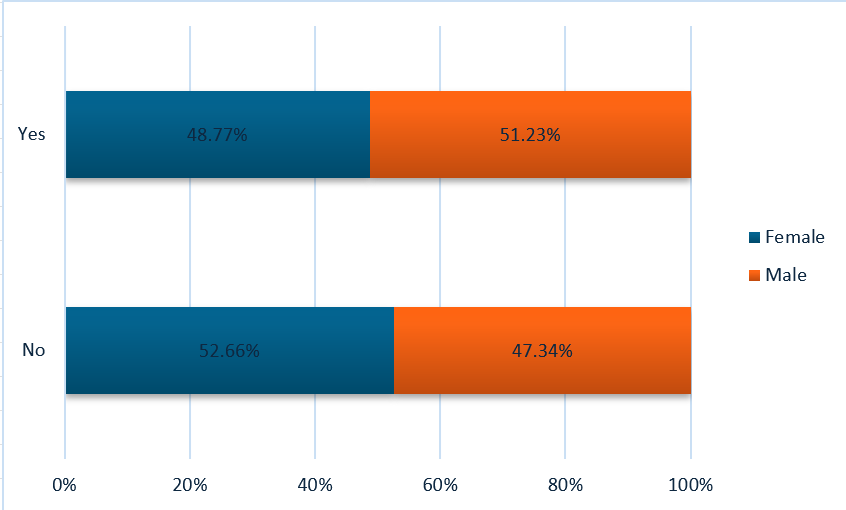 Yes
48.77%
51.23%
Female
Male
No
52.66%
47.34%
0%
20%
40%
60%
80%
100%